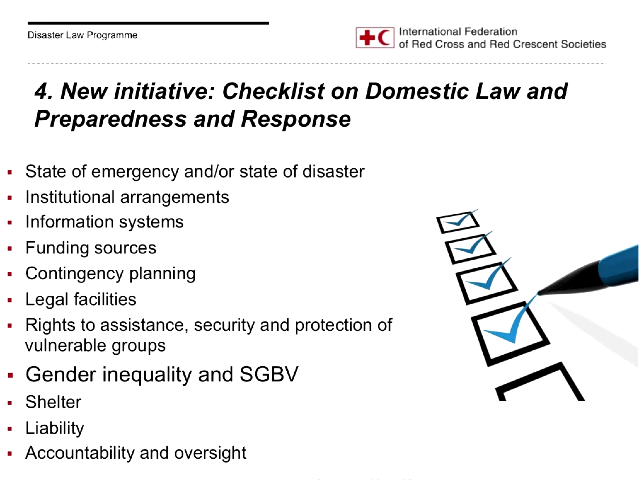 Disaster Law Programme
International Federation
of Red Cross and Red Crescent Societies
4. New initiative: Checklist on Domestic Law and
Preparedness and Response
▪ State of emergency and/or state of disaster
▪ Institutional arrangements
▪ Information systems
▪ Funding sources
▪ Contingency planning
▪ Legal facilities
▪ Rights to assistance, security and protection of
vulnerable groups
▪ Gender inequality and SGBV
▪ Shelter
▪ Liability
▪ Accountability and oversight